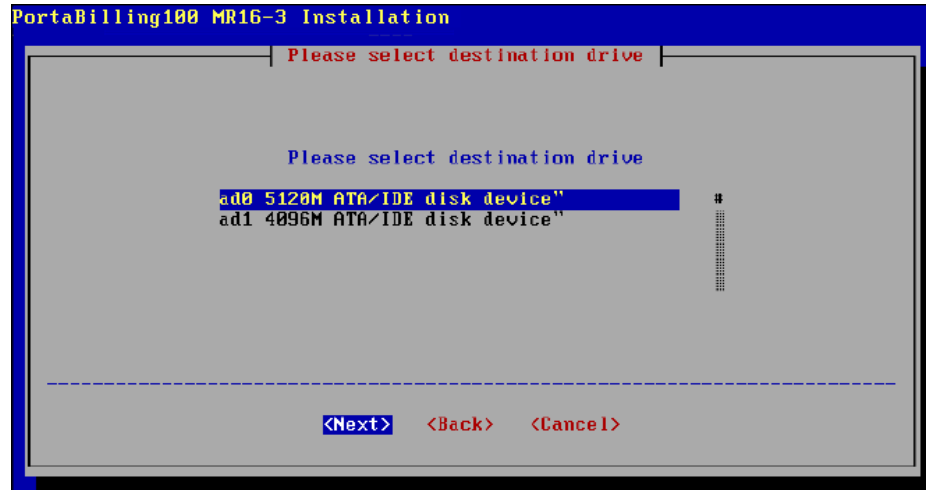 PortaBilling100 MR16-3 Installation
Please select destination drive
Please select destination drive
ad0 5120M ATA/IDE disk device"
#
ad1 4096M ATA/IDE disk device"
<Next> <Back> <Cancel>